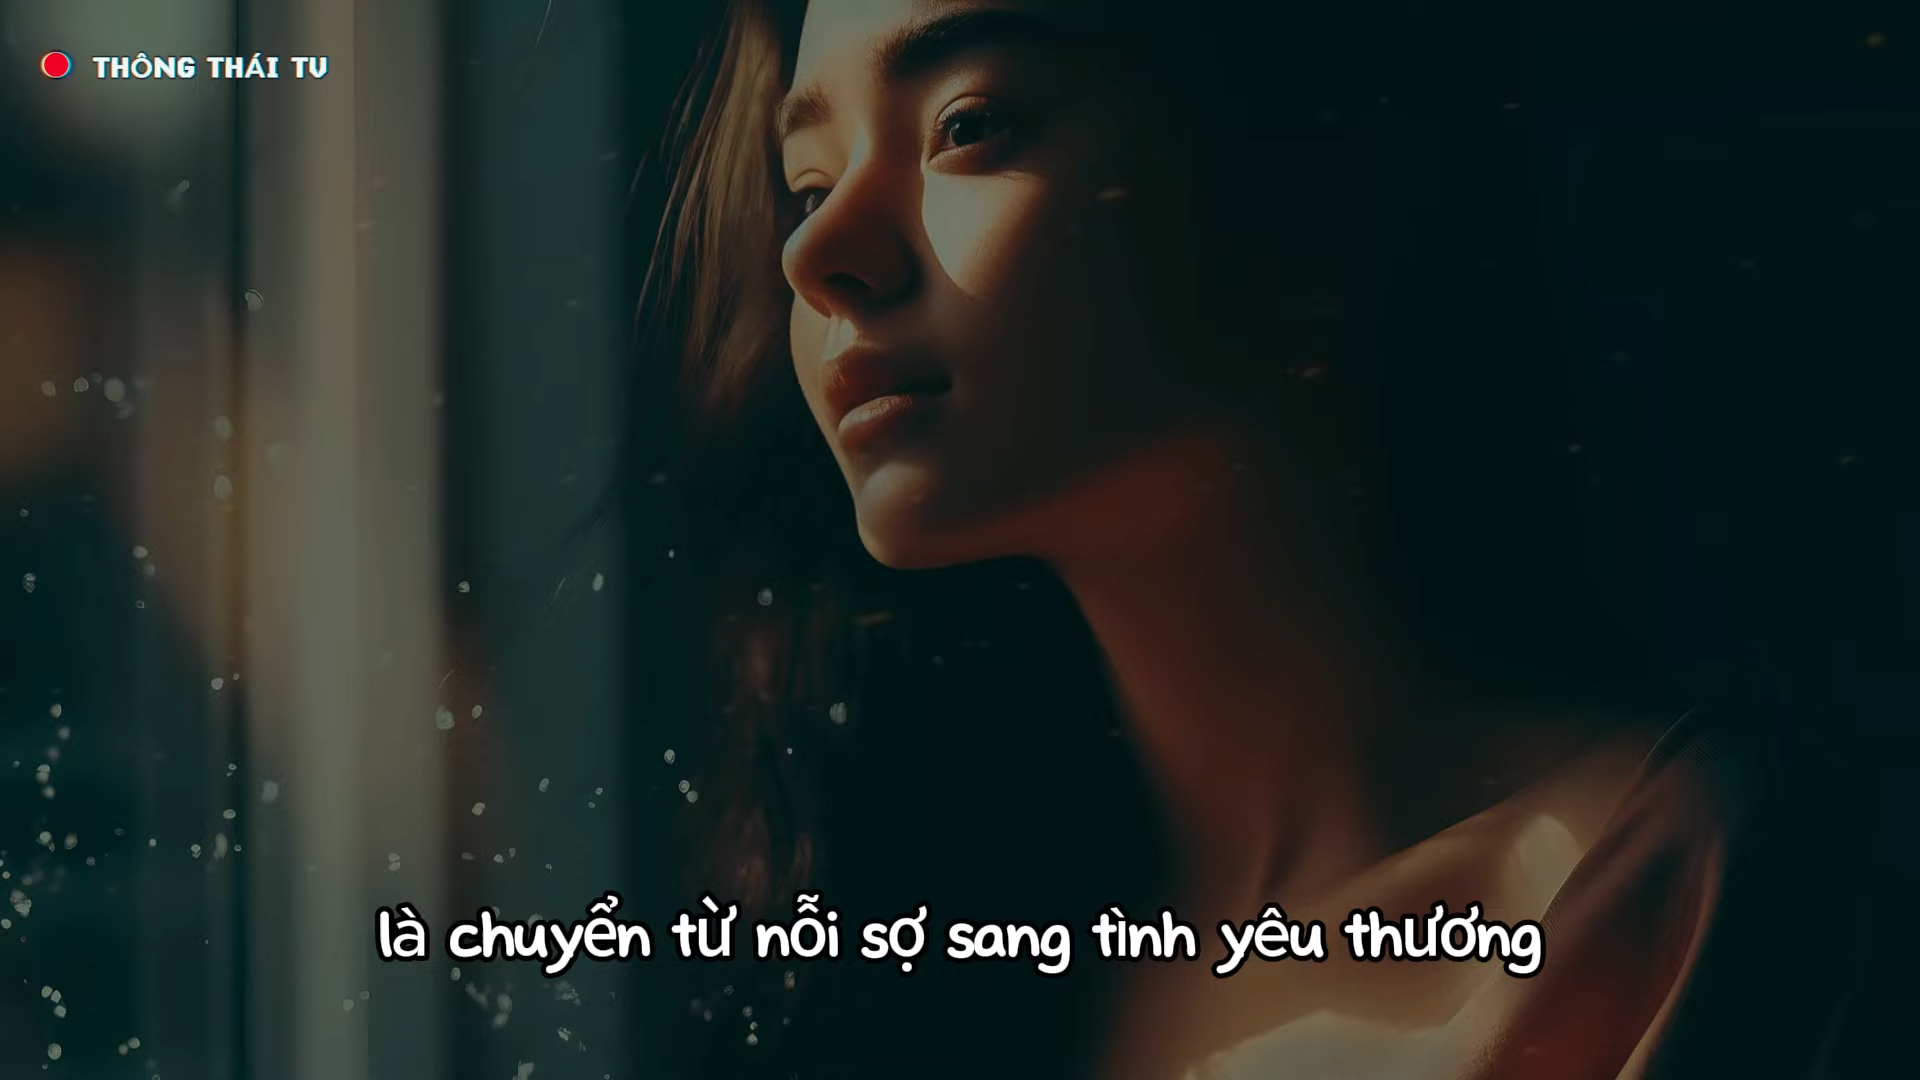 THÔNG THÁI TV
là chuyển từ nỗi sợ sang tình yêu thương